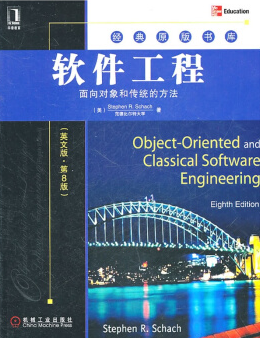 Education
经典原版书库
软件工程
面向对象和传统的方法
(美) Stephen R. Schach 著
范德比尔特大学
(英文版·第8版)
Object-Oriented and
Classical Software
Engineering
Eighth Edition
机械工业出版社
China Machine Press
Stephen R. Schach